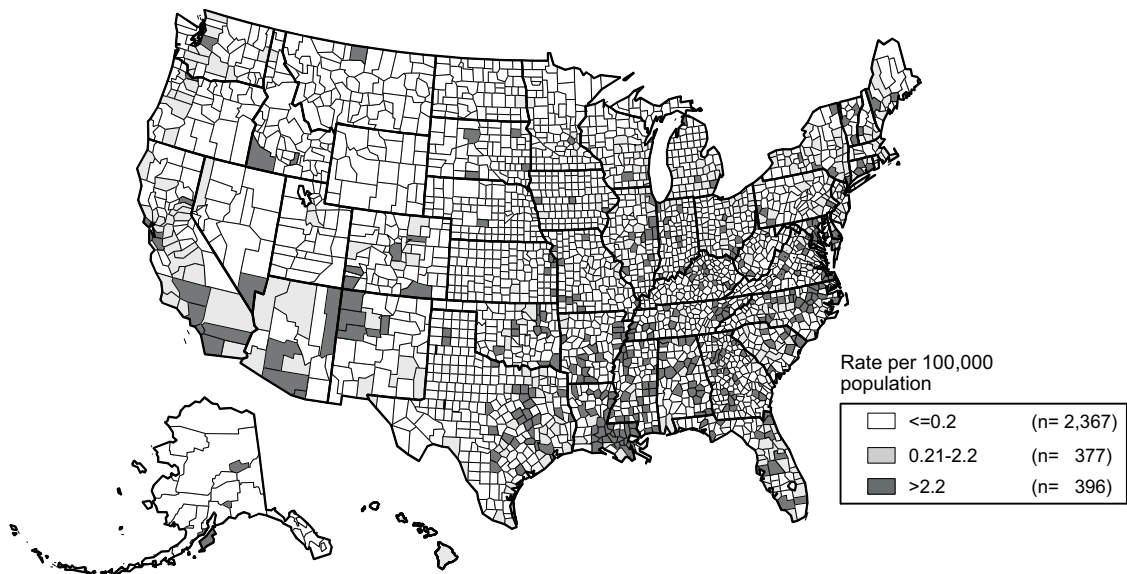 Rate per 100,000
population
<=0.2 (n= 2,367)
0.21-2.2 (n= 377)
>2.2 (n= 396)